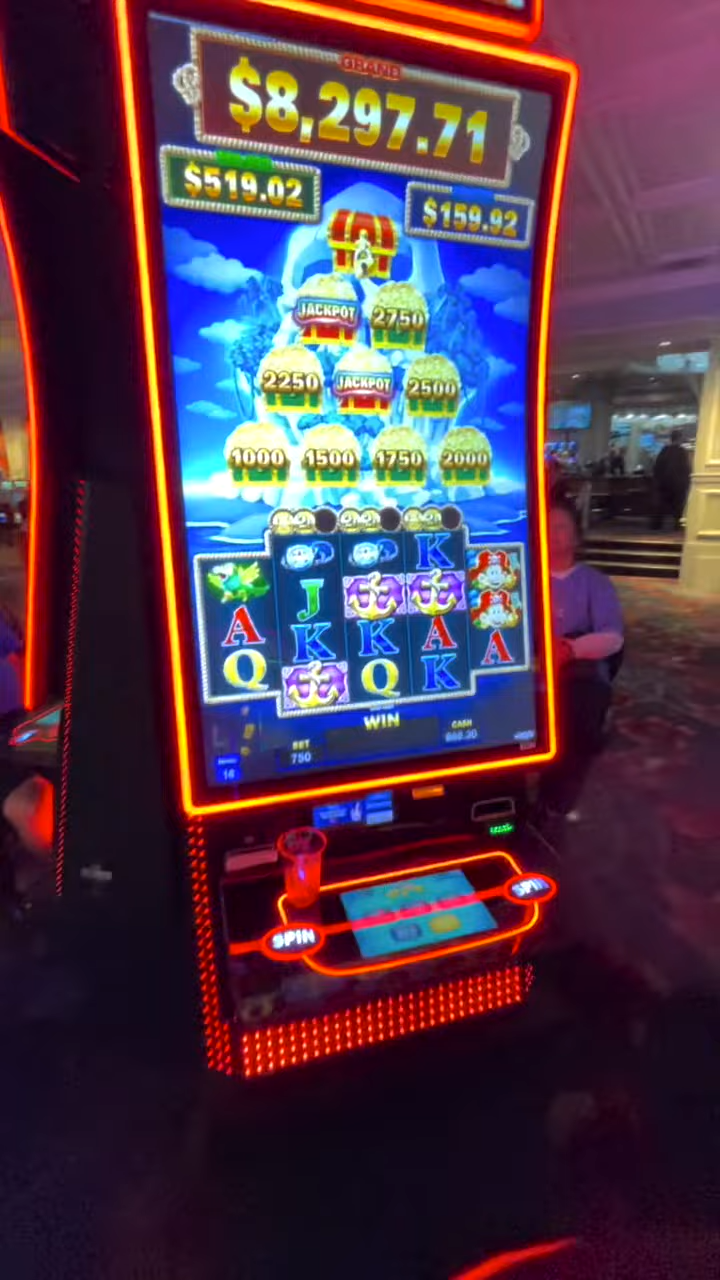 GRAND
$8,297.71
$519.02
$159.92
JACKPOT 2750
2250 JACKPOT 2500
1000 1500 1750 2000
K
J
A K K A
Q Q K A
WIN
BET
750
CASH
16
SPIN
SPIN